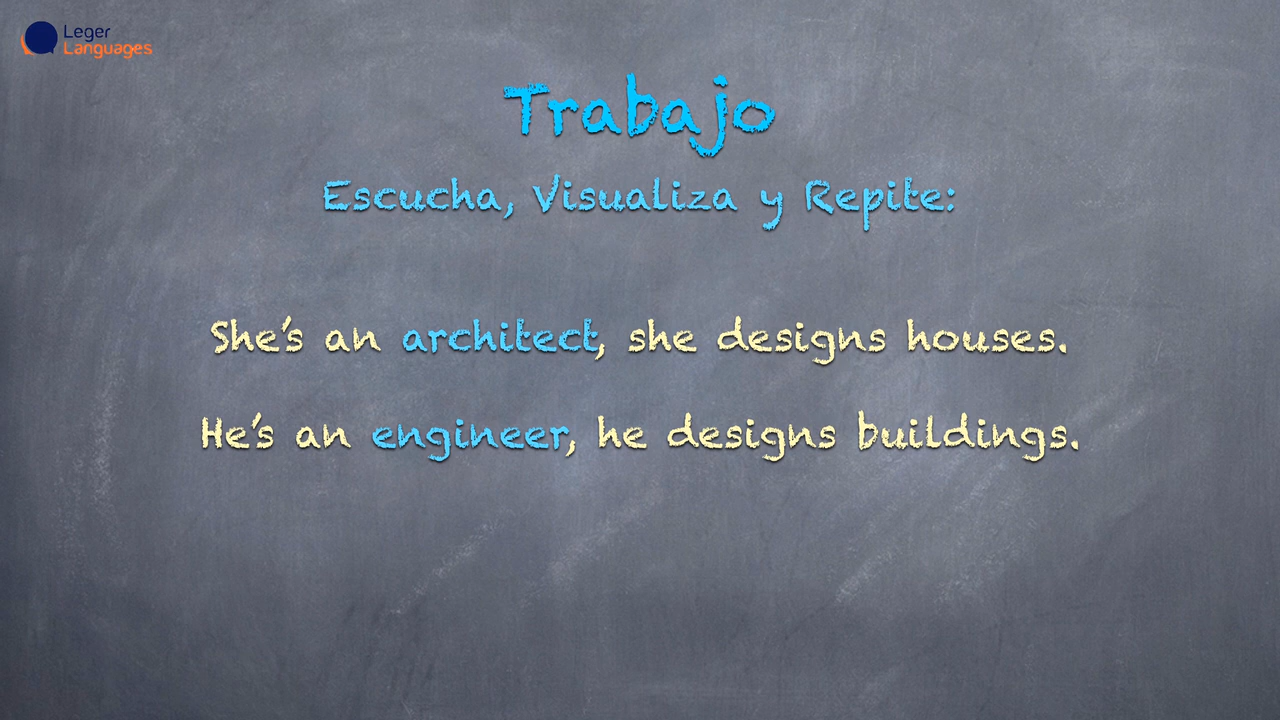 Leger
Languages
Trabajo
Escucha, Visualiza y Repite:
She's an architect, she designs houses.
He's an engineer, he designs buildings.